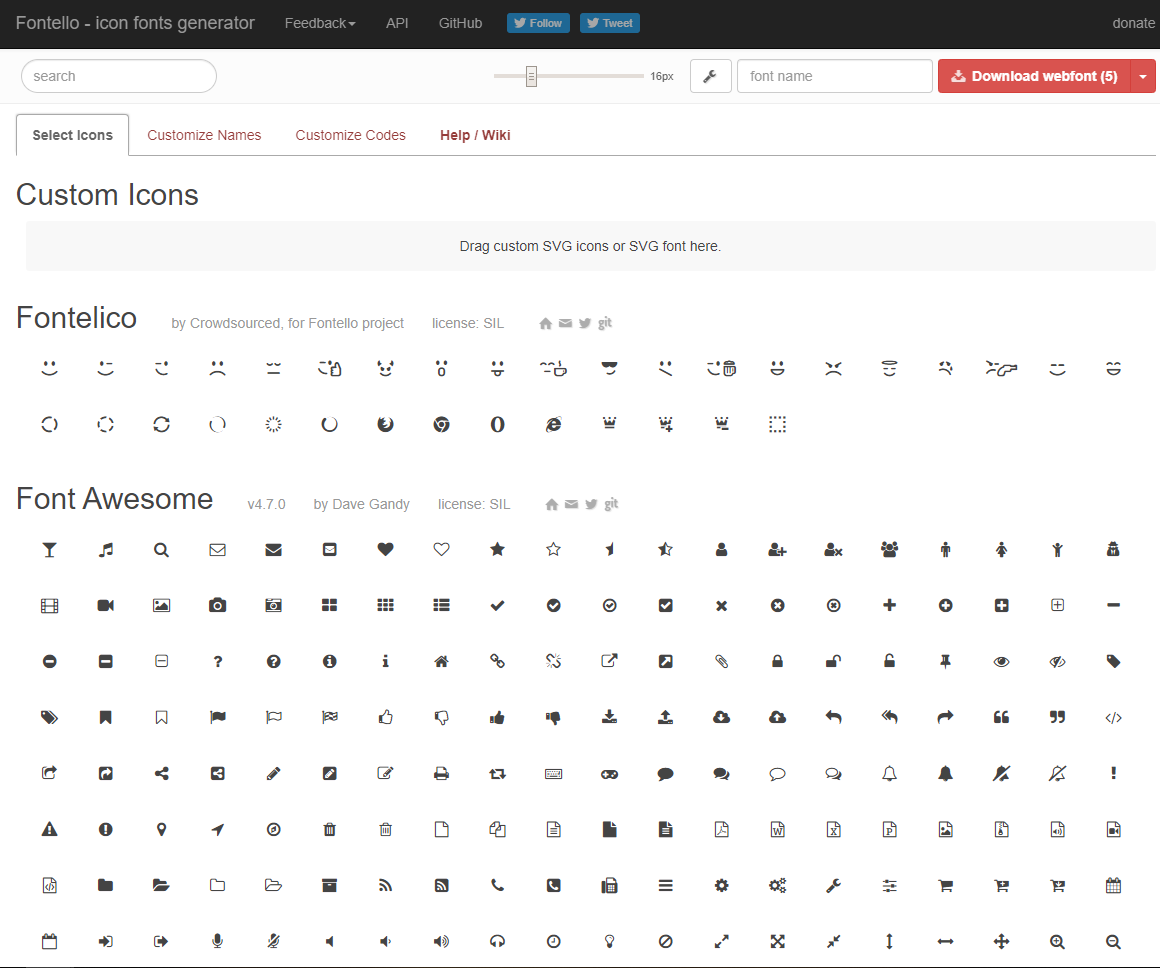 Fontello - icon fonts generator Feedback API GitHub Follow Tweet donate
search 16px font name Download webfont (5)
Select Icons Customize Names Customize Codes Help / Wiki
Custom Icons
Drag custom SVG icons or SVG font here.
Fontelico by Crowdsourced, for Fontello project license: SIL git
Font Awesome v4.7.0 by Dave Gandy license: SIL git